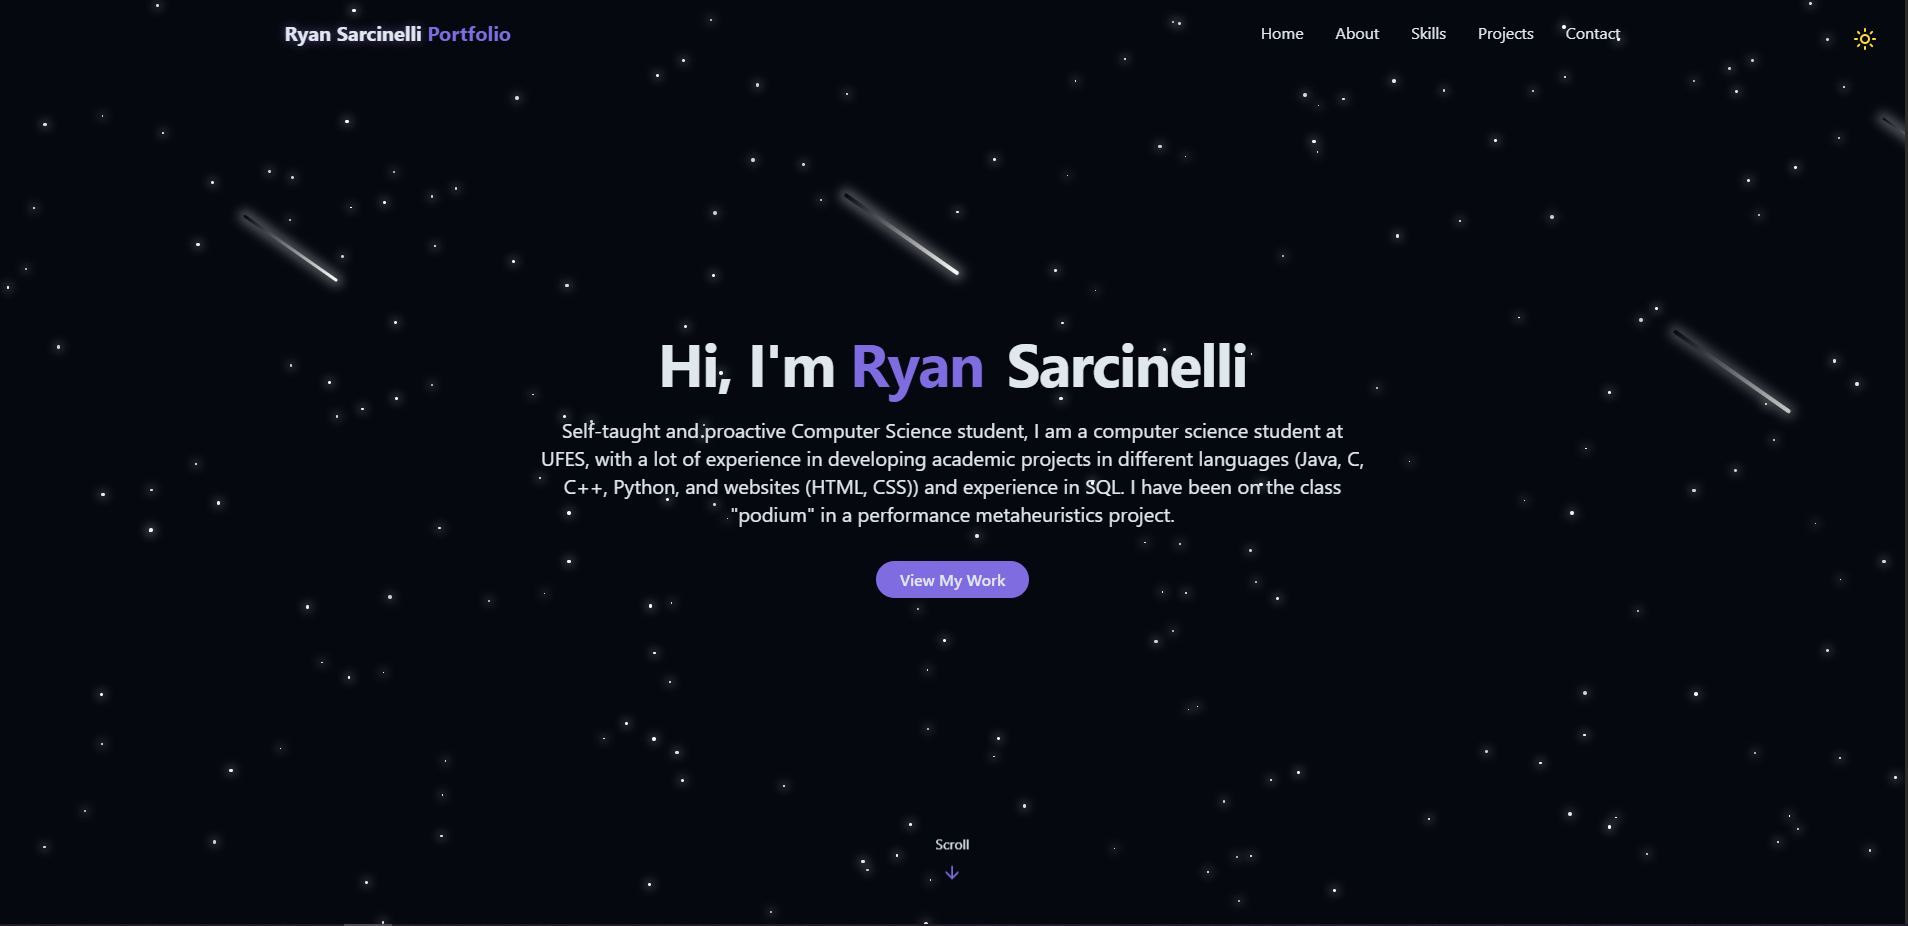 Ryan Sarcinelli Portfolio
Home About Skills Projects Contact
Hi, I'm Ryan Sarcinelli
Self-taught and proactive Computer Science student, I am a computer science student at
UFES, with a lot of experience in developing academic projects in different languages (Java, C,
C++, Python, and websites (HTML, CSS)) and experience in SQL. I have been on the class
"podium" in a performance metaheuristics project.
View My Work
Scroll